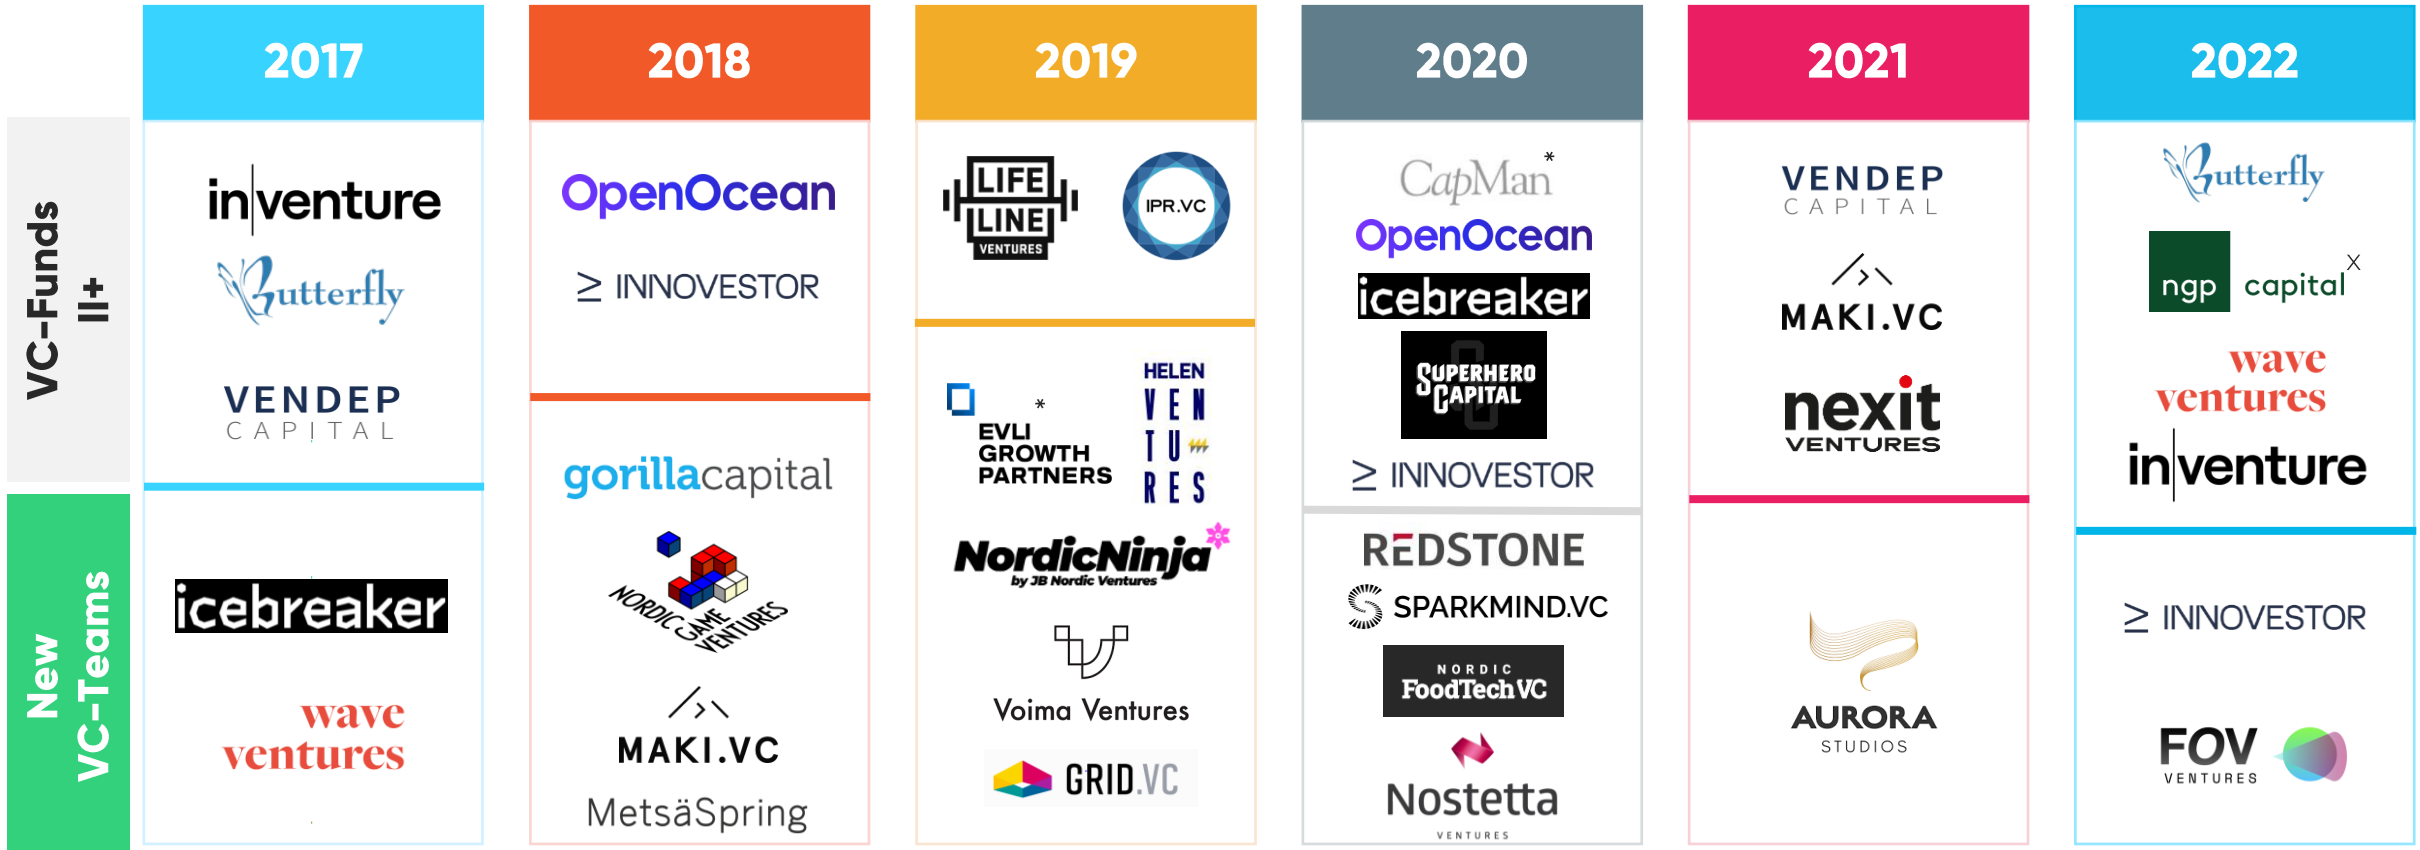 2017
2018
2019
2020
2021
2022
VC-Funds
II+
New
VC-Teams
in|venture
Butterfly
VENDEP
CAPITAL
icebreaker
wave
ventures
OpenOcean
≥ INNOVESTOR
gorillacapital
NORDIC
GAME
VENTURES
MAKI.VC
MetsäSpring
LIFE
LINE
VENTURES
IPR.VC
*
EVLI
GROWTH
PARTNERS
HELEN
VEN
TU
RES
NordicNinja
by JB Nordic Ventures
Voima Ventures
GRID.VC
CapMan*
OpenOcean
icebreaker
SUPERHERO
CAPITAL
≥ INNOVESTOR
REDSTONE
SPARKMIND.VC
NORDIC
FoodTech VC
Nostetta
VENTURES
VENDEP
CAPITAL
MAKI.VC
nexit
VENTURES
AURORA
STUDIOS
Butterfly
ngp capital X
wave
ventures
in|venture
≥ INNOVESTOR
FOV
VENTURES